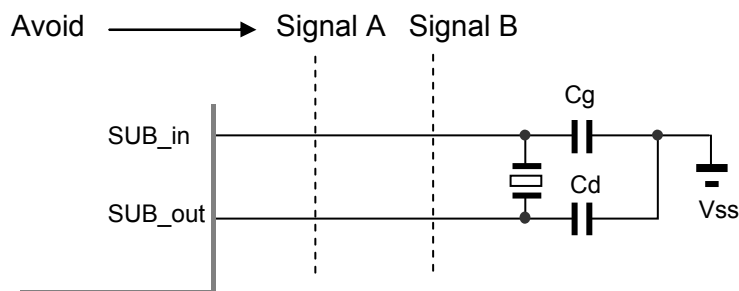 Avoid
Signal A
Signal B
Cg
SUB_in
Cd
SUB_out
Vss